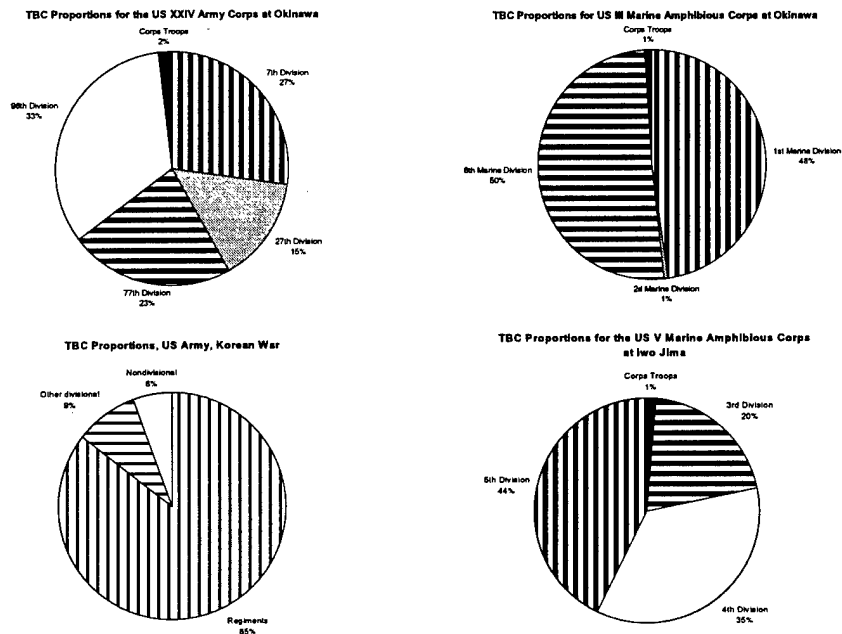 TBC Proportions for the US XXIV Army Corps at Okinawa
Corps Troops
2%
7th Division
27%
96th Division
33%
27th Division
15%
77th Division
23%
TBC Proportions for US III Marine Amphibious Corps at Okinawa
Corps Troops
1%
1st Marine Division
48%
6th Marine Division
50%
2st Marine Division
1%
TBC Proportions, US Army, Korean War
Nondivisional
6%
Other divisional
9%
Regiments
85%
TBC Proportions for the US V Marine Amphibious Corps
at Iwo Jima
Corps Troops
1%
3rd Division
20%
5th Division
44%
4th Division
35%